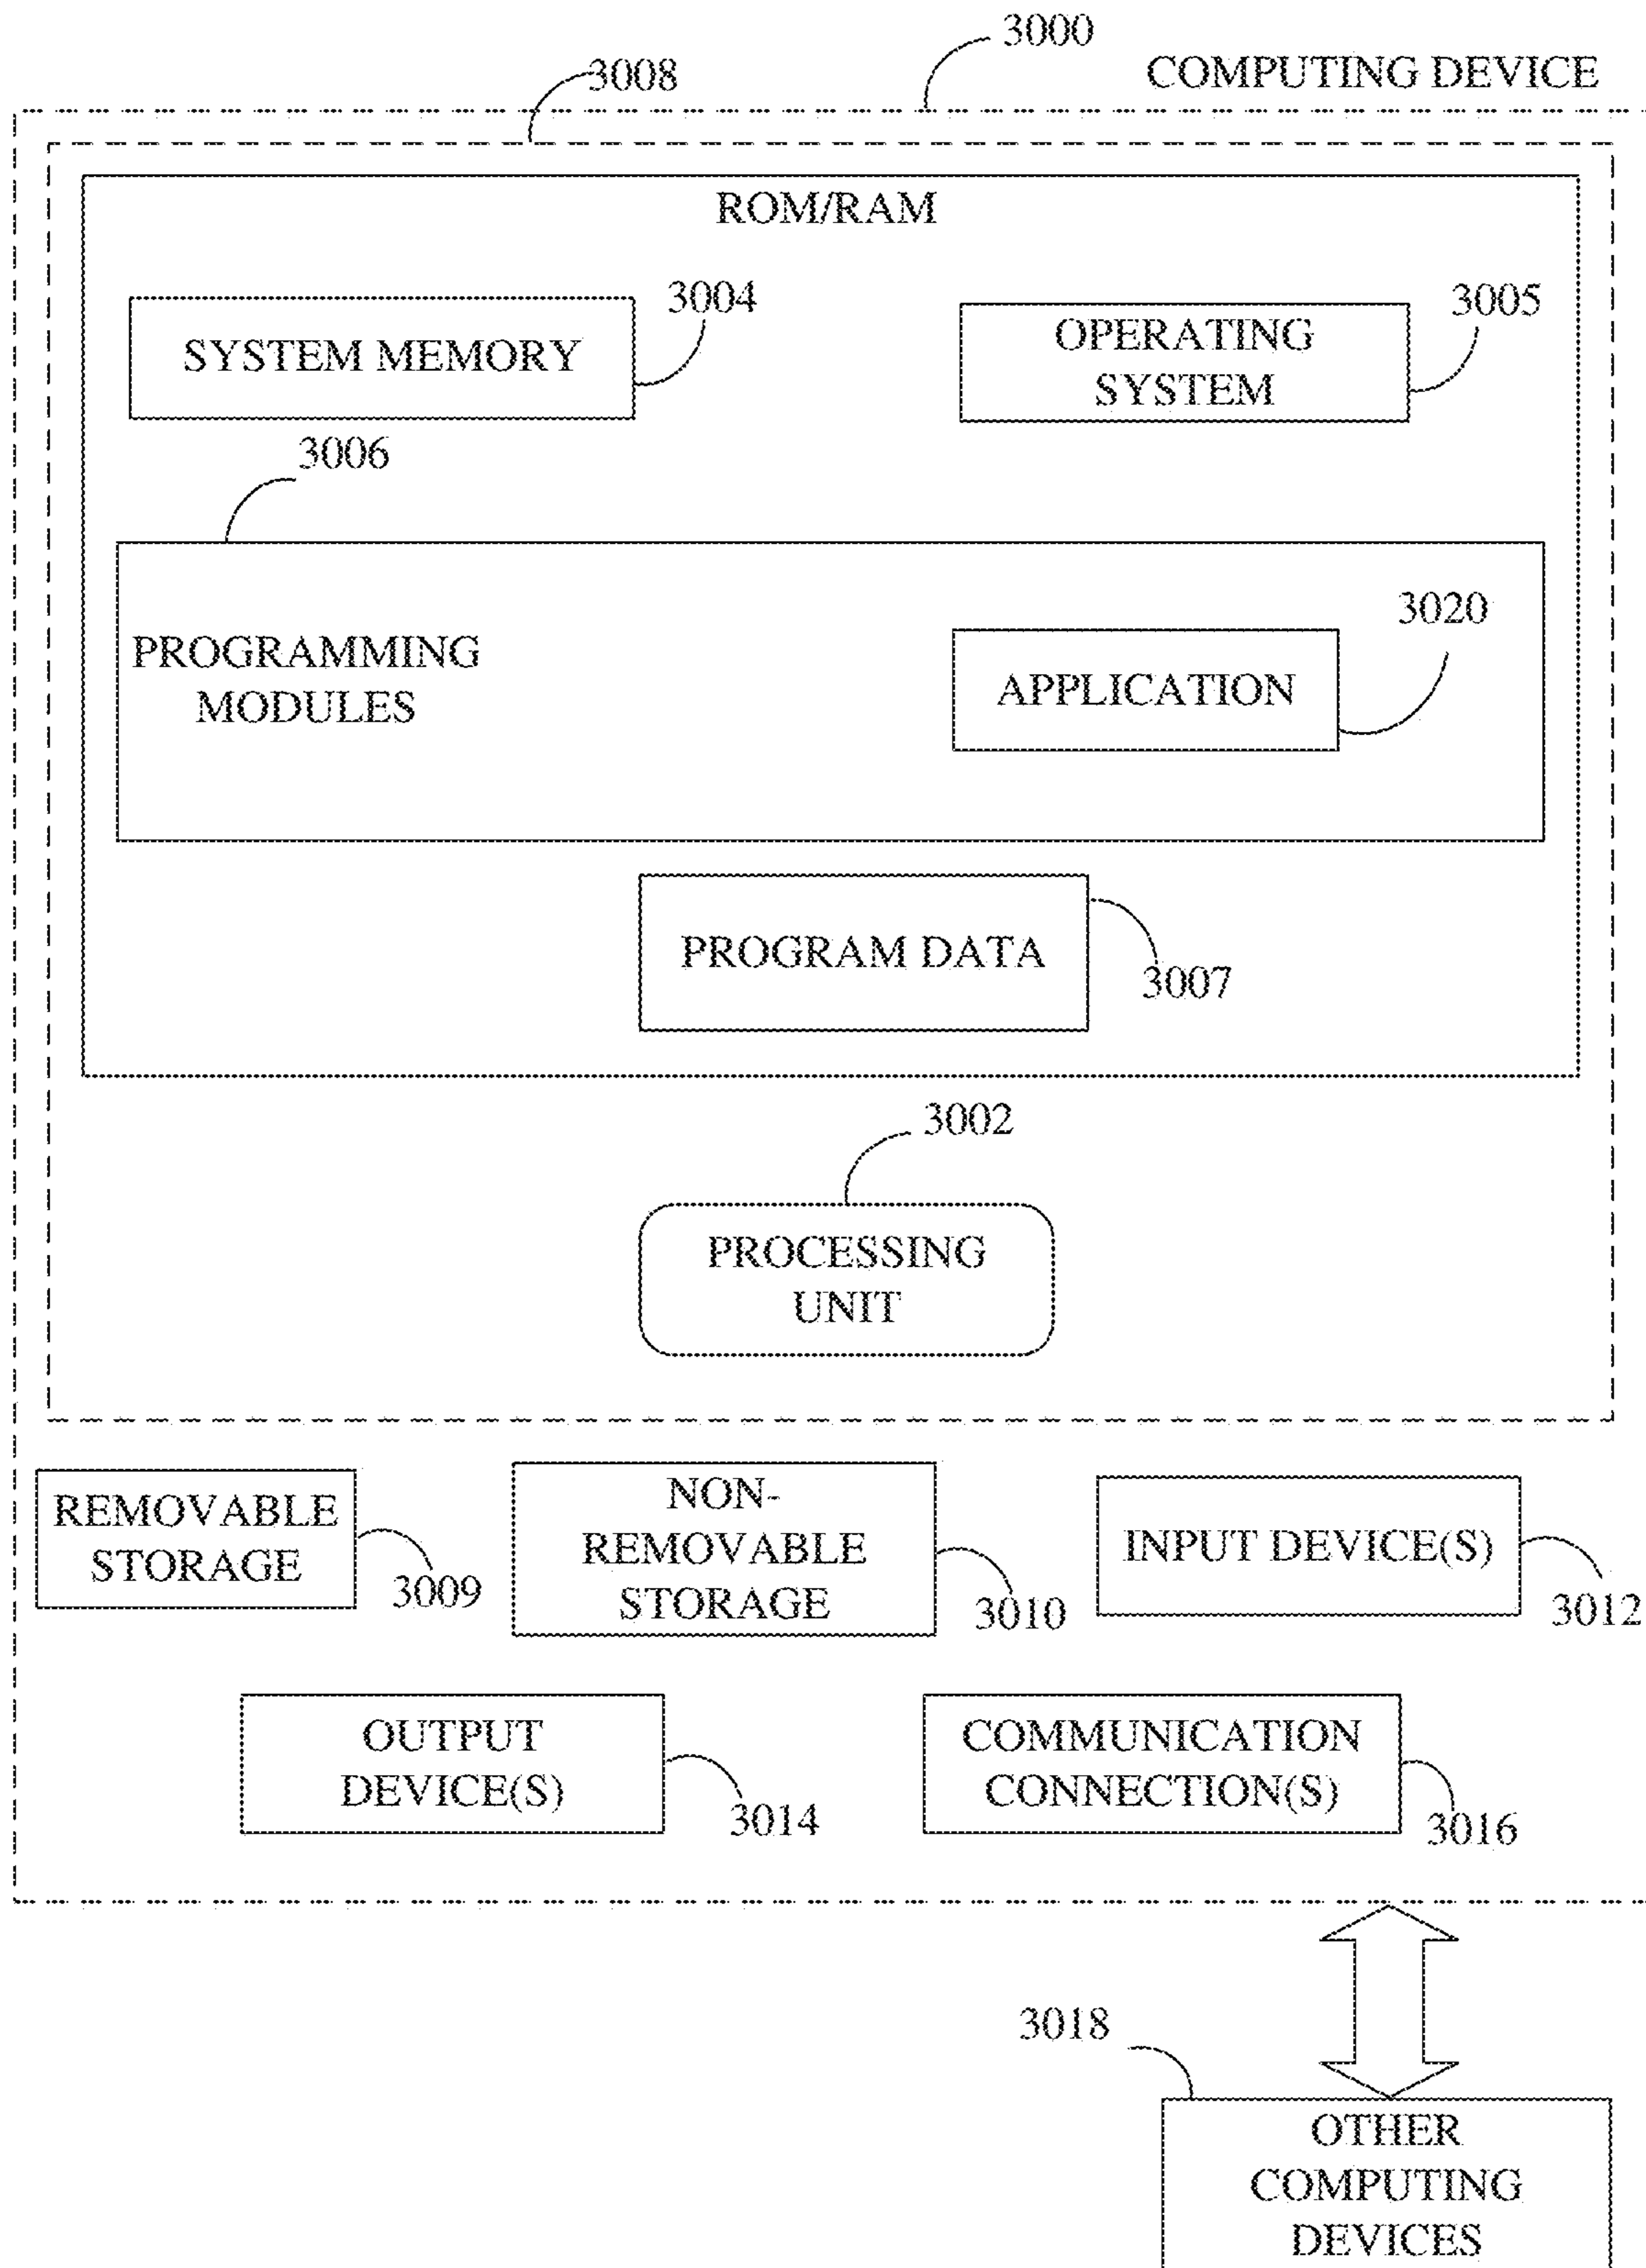 3000
COMPUTING DEVICE
3008
ROM/RAM
3004
SYSTEM MEMORY
3005
OPERATING
SYSTEM
3006
PROGRAMMING
MODULES
3020
APPLICATION
PROGRAM DATA
3007
3002
PROCESSING
UNIT
REMOVABLE
STORAGE
3009
NON-
REMOVABLE
STORAGE
3010
INPUT DEVICE(S)
3012
OUTPUT
DEVICE(S)
3014
COMMUNICATION
CONNECTION(S)
3016
3018
OTHER
COMPUTING
DEVICES